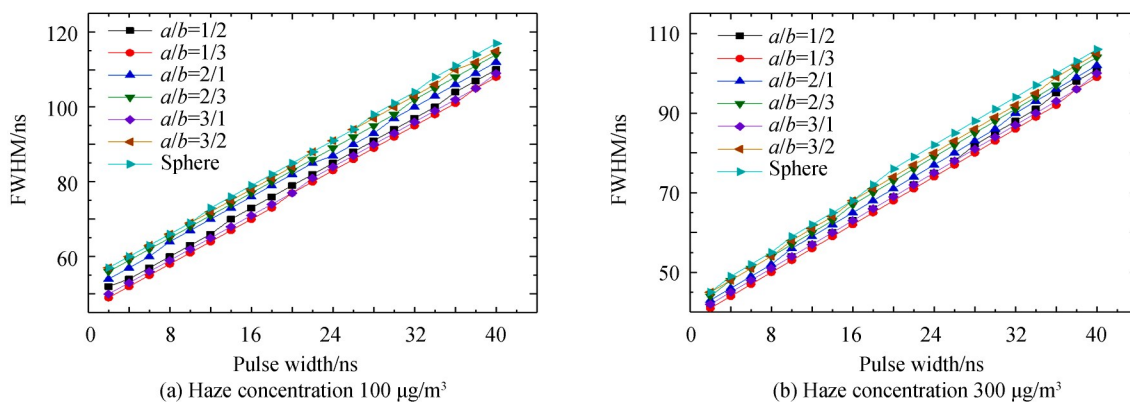 120
100
80
60
FWHM/ns
a/b=1/2
a/b=1/3
a/b=2/1
a/b=2/3
a/b=3/1
a/b=3/2
Sphere
0 8 16 24 32 40
Pulse width/ns
(a) Haze concentration 100 μg/m³
110
90
70
50
FWHM/ns
a/b=1/2
a/b=1/3
a/b=2/1
a/b=2/3
a/b=3/1
a/b=3/2
Sphere
0 8 16 24 32 40
Pulse width/ns
(b) Haze concentration 300 μg/m³